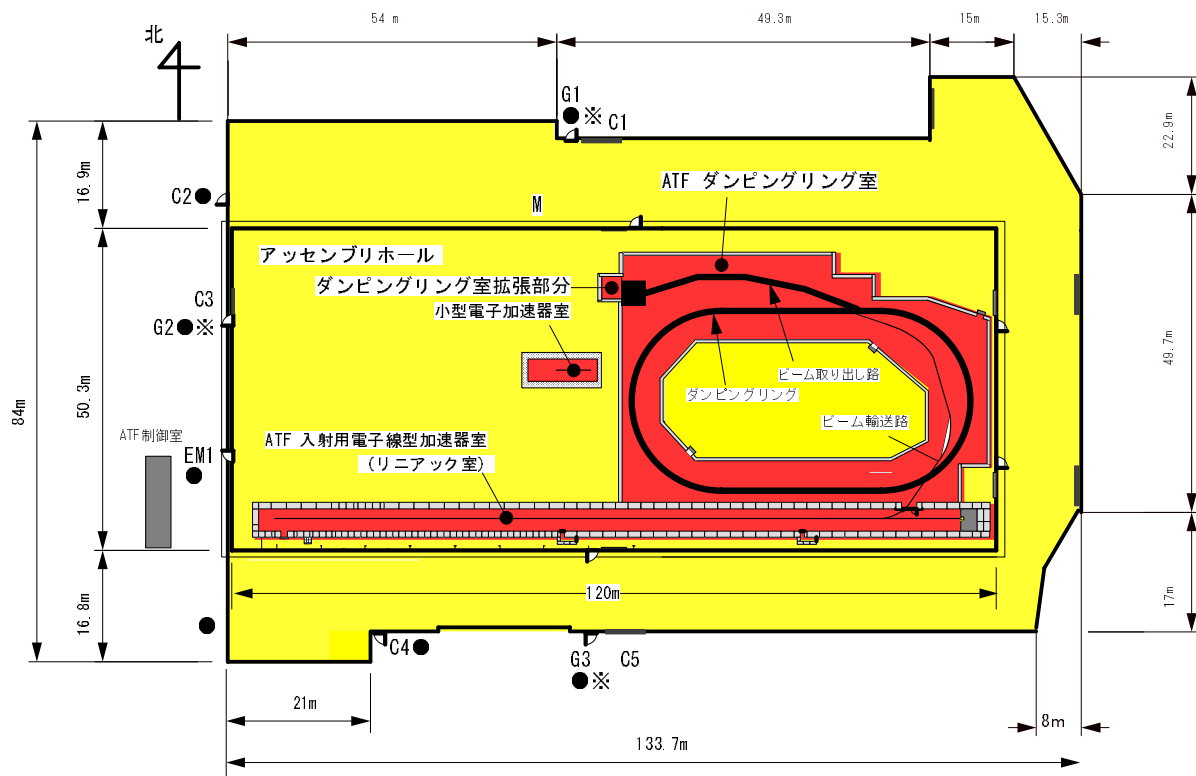 54 m
49.3m
15m
15.3m
北
G1
●※
C1
22.9m
16.9m
C2●
ATF ダンピングリング室
M
アッセンブリホール
ダンピングリング室拡張部分
小型電子加速器室
C3
G2●※
ビーム取り出し路
ダンピングリング
49.7m
50.3m
84m
ビーム輸送路
ATF制御室
EM1
●
ATF 入射用電子線型加速器室
(リニアック室)
120m
16.8m
17m
●
C4●
G3
●※
C5
21m
8m
133.7m